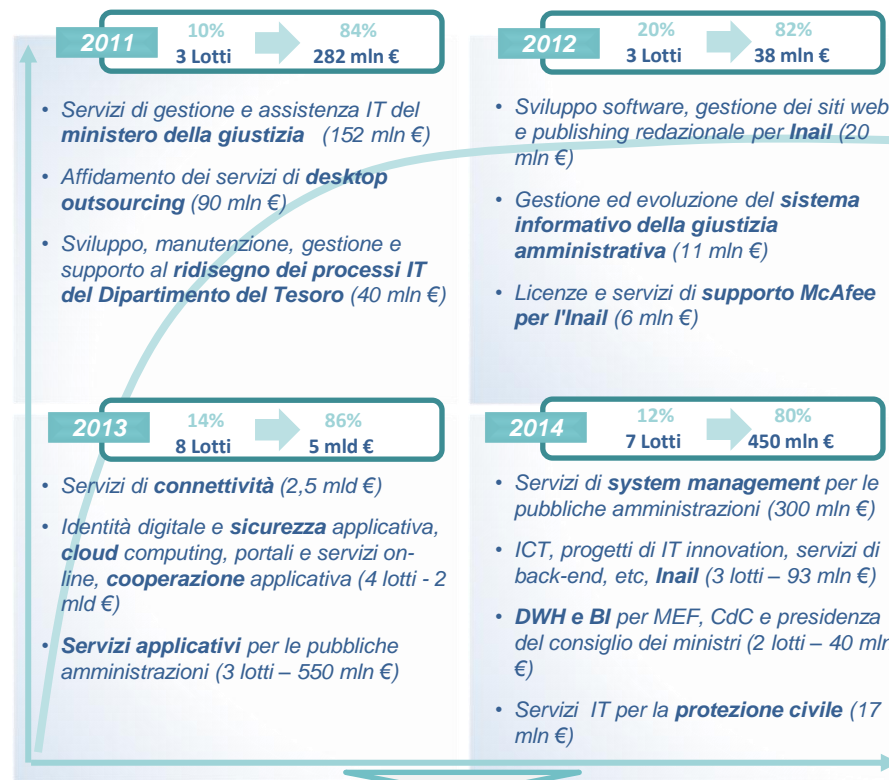 2011
10% 84%
3 Lotti 282 mln €
• Servizi di gestione e assistenza IT del
ministero della giustizia (152 mln €)
• Affidamento dei servizi di desktop
outsourcing (90 mln €)
• Sviluppo, manutenzione, gestione e
supporto al ridisegno dei processi IT
del Dipartimento del Tesoro (40 mln €)
2012
20% 82%
3 Lotti 38 mln €
• Sviluppo software, gestione dei siti web
e publishing redazionale per Inail (20
mln €)
• Gestione ed evoluzione del sistema
informativo della giustizia
amministrativa (11 mln €)
• Licenze e servizi di supporto McAfee
per l'Inail (6 mln €)
2013
14% 86%
8 Lotti 5 mld €
• Servizi di connettività (2,5 mld €)
• Identità digitale e sicurezza applicativa,
cloud computing, portali e servizi on-
line, cooperazione applicativa (4 lotti - 2
mld €)
• Servizi applicativi per le pubbliche
amministrazioni (3 lotti – 550 mln €)
2014
12% 80%
7 Lotti 450 mln €
• Servizi di system management per le
pubbliche amministrazioni (300 mln €)
• ICT, progetti di IT innovation, servizi di
back-end, etc, Inail (3 lotti – 93 mln €)
• DWH e BI per MEF, CdC e presidenza
del consiglio dei ministri (2 lotti – 40 mln
€)
• Servizi IT per la protezione civile (17
mln €)